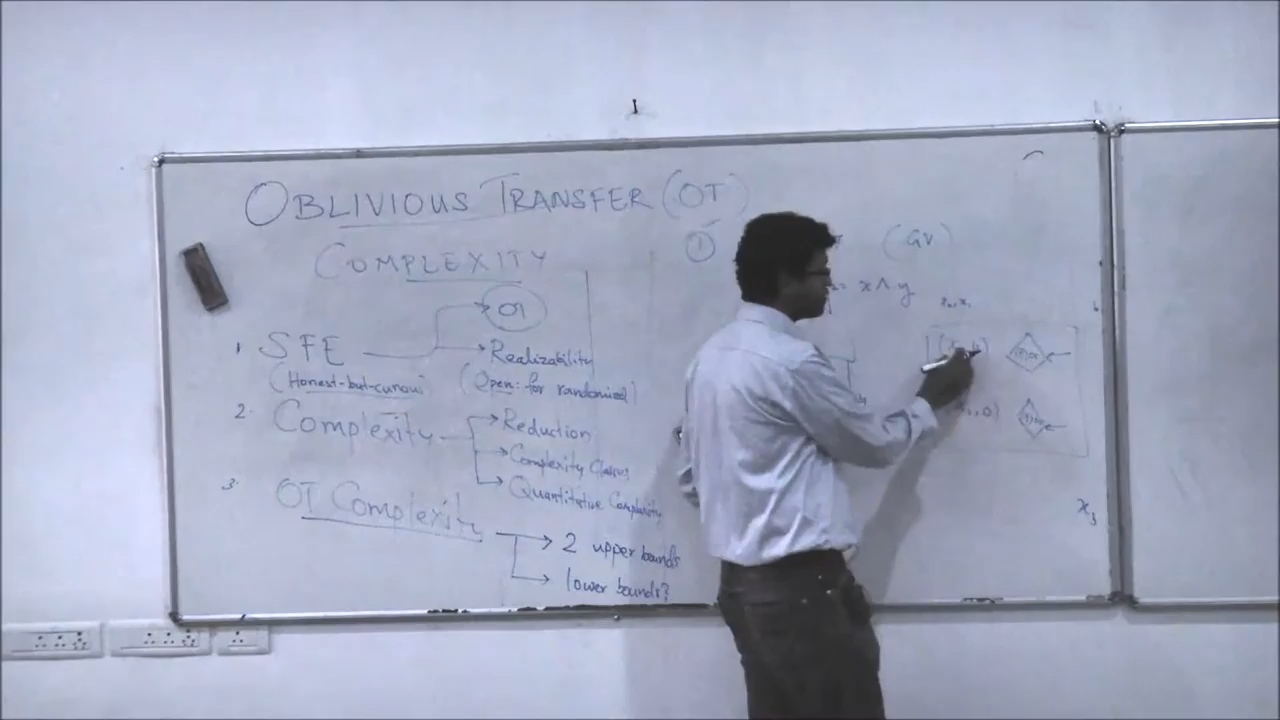 OBLIVIOUS TRANSFER (OT)
COMPLEXITY
OT
1. SFE
Realizability
(Honest-but-curious
(Open: for randomized)
2. Complexity
Reduction
Complexity Classes
Quantitative Complexity
3. OT Complexity
2 upper bounds
lower bounds?
1
(GV)
= x ∧ y